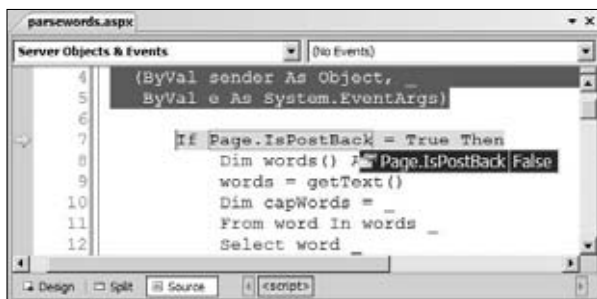 parsewords.aspx
Server Objects & Events (No Events)
4 (ByVal sender As Object, _
5 ByVal e As System.EventArgs)
6
7 If Page.IsPostBack = True Then
8 Dim words() A Page.IsPostBack False
9 words = getText()
10 Dim capWords = _
11 From word In words _
12 Select word _
Design Split Source <script>